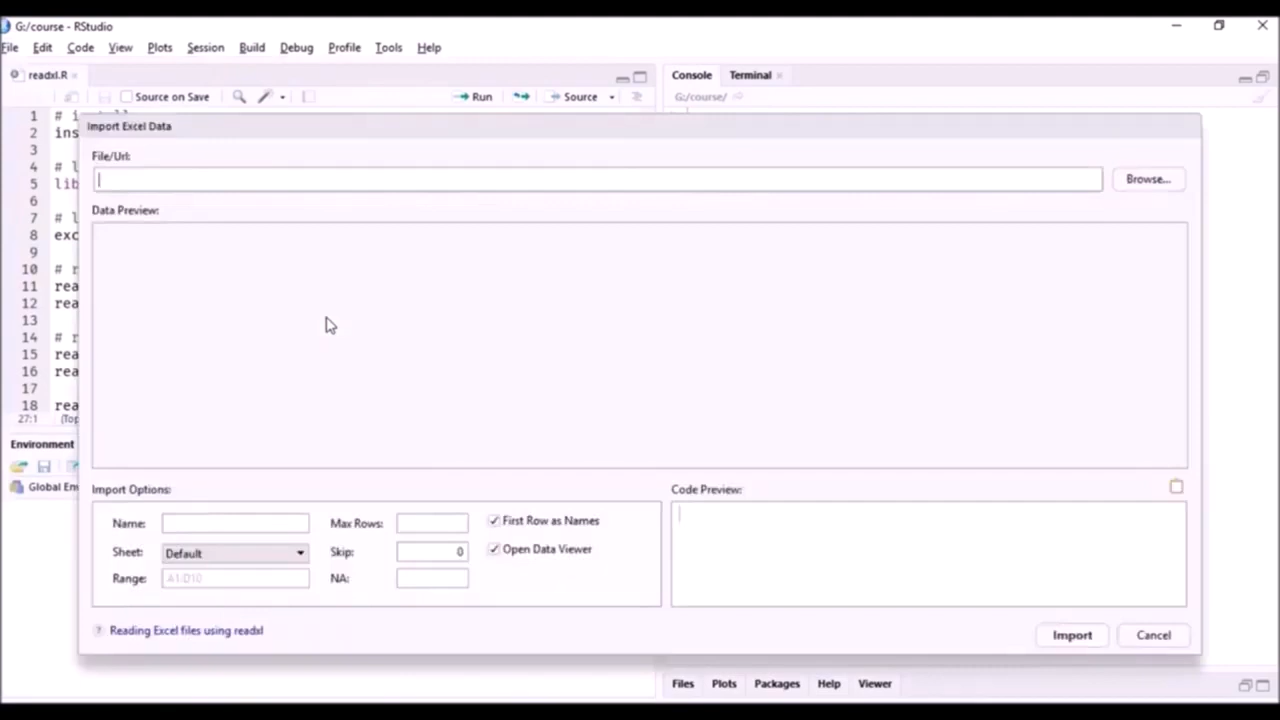 G:/course - RStudio
File Edit Code View Plots Session Build Debug Profile Tools Help
readxl.R
Console Terminal
Source on Save
Run
Source
G:/course/
Import Excel Data
File/Url:
Browse...
Data Preview:
1 #
2 ins
3
4 # l
5 lib
6
7 # l
8 exc
9
10 # r
11 rea
12 rea
13
14 # r
15 rea
16 rea
17
18 rea
27:1 (Top
Environment
Global Env
Import Options:
Code Preview:
Name:
Max Rows:
First Row as Names
Sheet: Default
Skip: 0
Open Data Viewer
Range: A1:D10
NA:
? Reading Excel files using readxl
Import
Cancel
Files Plots Packages Help Viewer